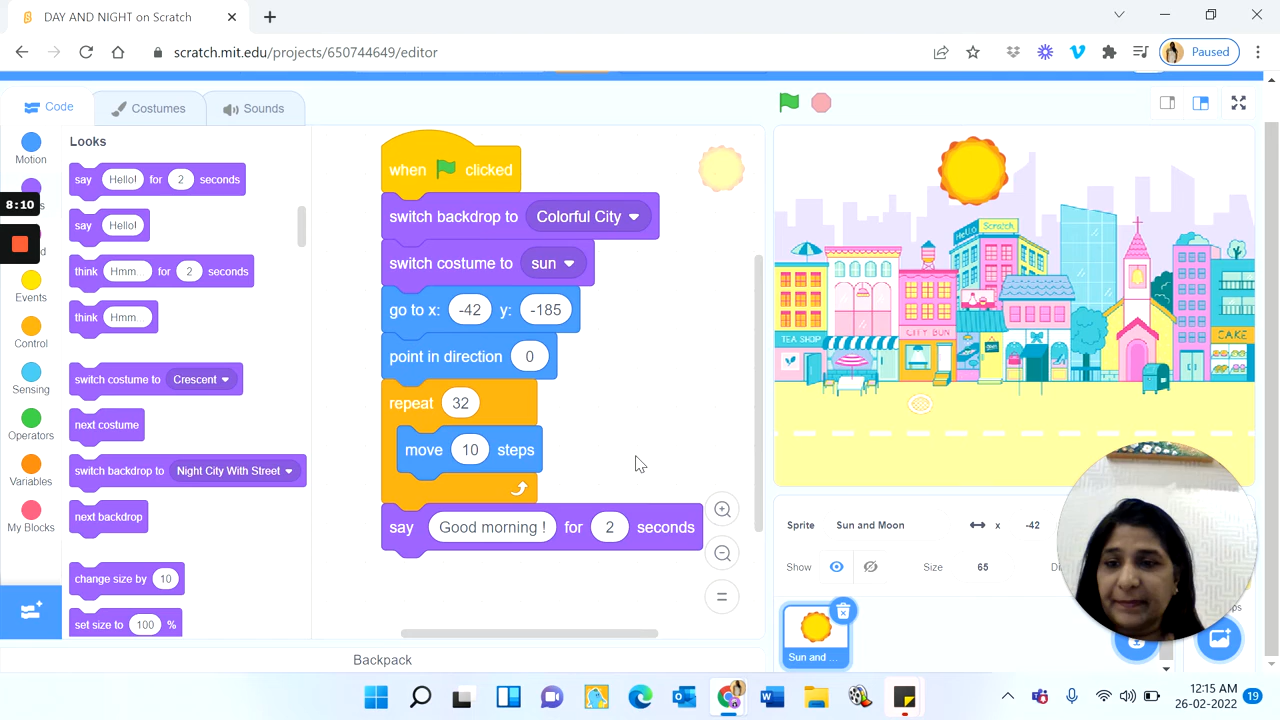 DAY AND NIGHT on Scratch
scratch.mit.edu/projects/650744649/editor
Paused
Code
Costumes
Sounds
Looks
Motion
say Hello! for 2 seconds
8:10
say Hello!
think Hmm... for 2 seconds
Events
think Hmm...
Control
Sensing
switch costume to Crescent
Operators
next costume
switch backdrop to Night City With Street
Variables
next backdrop
My Blocks
change size by 10
set size to 100 %
when clicked
switch backdrop to Colorful City
switch costume to sun
go to x: -42 y: -185
point in direction 0
repeat 32
move 10 steps
say Good morning ! for 2 seconds
Hello Scratch
TEA SHOP
CITY BUN
CAKE
Sprite Sun and Moon x -42
Show Size 65
Sun and ...
Backpack
12:15 AM
26-02-2022
19